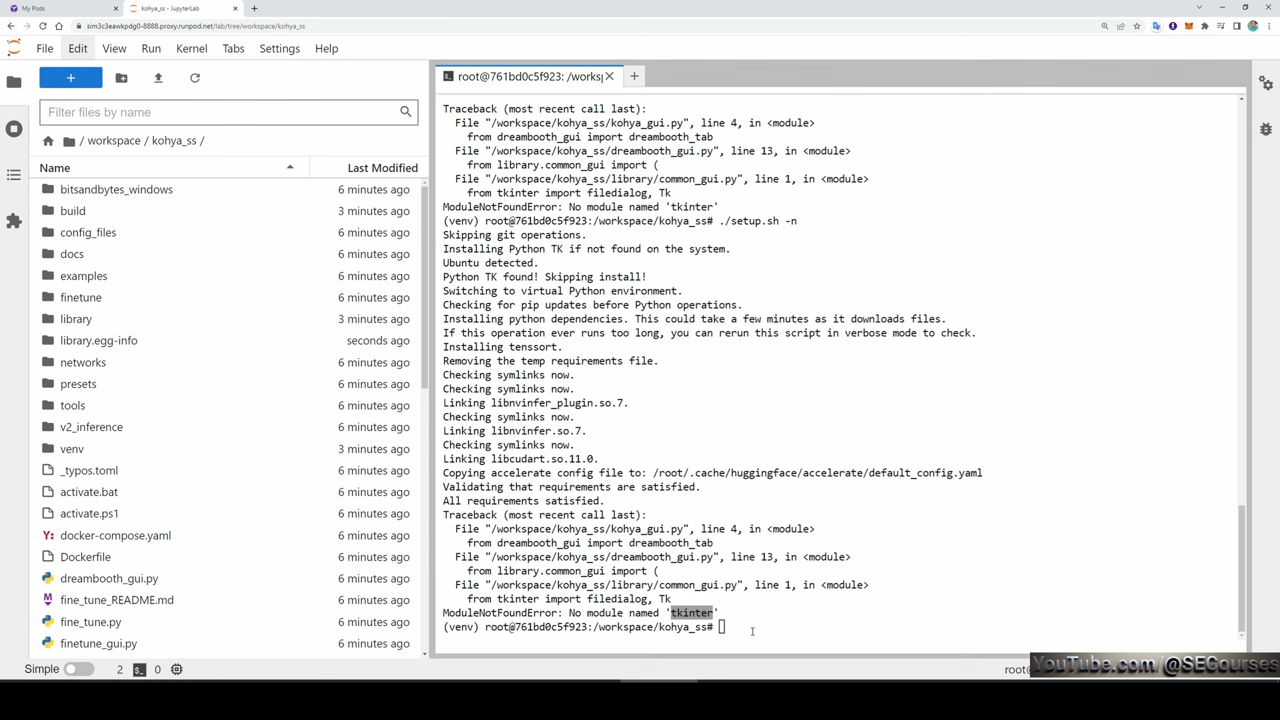 My Pods
kohya_ss - JupyterLab
sim3c3eawkpdg0-8888.proxy.runpod.net/lab/tree/workspace/kohya_ss
File Edit View Run Kernel Tabs Settings Help
Filter files by name
/ workspace / kohya_ss /
Name Last Modified
bitsandbytes_windows 6 minutes ago
build 3 minutes ago
config_files 6 minutes ago
docs 6 minutes ago
examples 6 minutes ago
finetune 6 minutes ago
library 3 minutes ago
library.egg-info seconds ago
networks 6 minutes ago
presets 6 minutes ago
tools 6 minutes ago
v2_inference 6 minutes ago
venv 3 minutes ago
_typos.toml 6 minutes ago
activate.bat 6 minutes ago
activate.ps1 6 minutes ago
docker-compose.yaml 6 minutes ago
Dockerfile 6 minutes ago
dreambooth_gui.py 6 minutes ago
fine_tune_README.md 6 minutes ago
fine_tune.py 6 minutes ago
finetune_gui.py 6 minutes ago
Simple 2 0
root@761bd0c5f923: /worksp
Traceback (most recent call last):
File "/workspace/kohya_ss/kohya_gui.py", line 4, in <module>
from dreambooth_gui import dreambooth_tab
File "/workspace/kohya_ss/dreambooth_gui.py", line 13, in <module>
from library.common_gui import (
File "/workspace/kohya_ss/library/common_gui.py", line 1, in <module>
from tkinter import filedialog, Tk
ModuleNotFoundError: No module named 'tkinter'
(venv) root@761bd0c5f923:/workspace/kohya_ss# ./setup.sh -n
Skipping git operations.
Installing Python TK if not found on the system.
Ubuntu detected.
Python TK found! Skipping install!
Switching to virtual Python environment.
Checking for pip updates before Python operations.
Installing python dependencies. This could take a few minutes as it downloads files.
If this operation ever runs too long, you can rerun this script in verbose mode to check.
Installing tenssort.
Removing the temp requirements file.
Checking symlinks now.
Checking symlinks now.
Linking libnvinfer_plugin.so.7.
Checking symlinks now.
Linking libnvinfer.so.7.
Checking symlinks now.
Linking libcudart.so.11.0.
Copying accelerate config file to: /root/.cache/huggingface/accelerate/default_config.yaml
Validating that requirements are satisfied.
All requirements satisfied.
Traceback (most recent call last):
File "/workspace/kohya_ss/kohya_gui.py", line 4, in <module>
from dreambooth_gui import dreambooth_tab
File "/workspace/kohya_ss/dreambooth_gui.py", line 13, in <module>
from library.common_gui import (
File "/workspace/kohya_ss/library/common_gui.py", line 1, in <module>
from tkinter import filedialog, Tk
ModuleNotFoundError: No module named 'tkinter'
(venv) root@761bd0c5f923:/workspace/kohya_ss#
YouTube.com/@SECourses